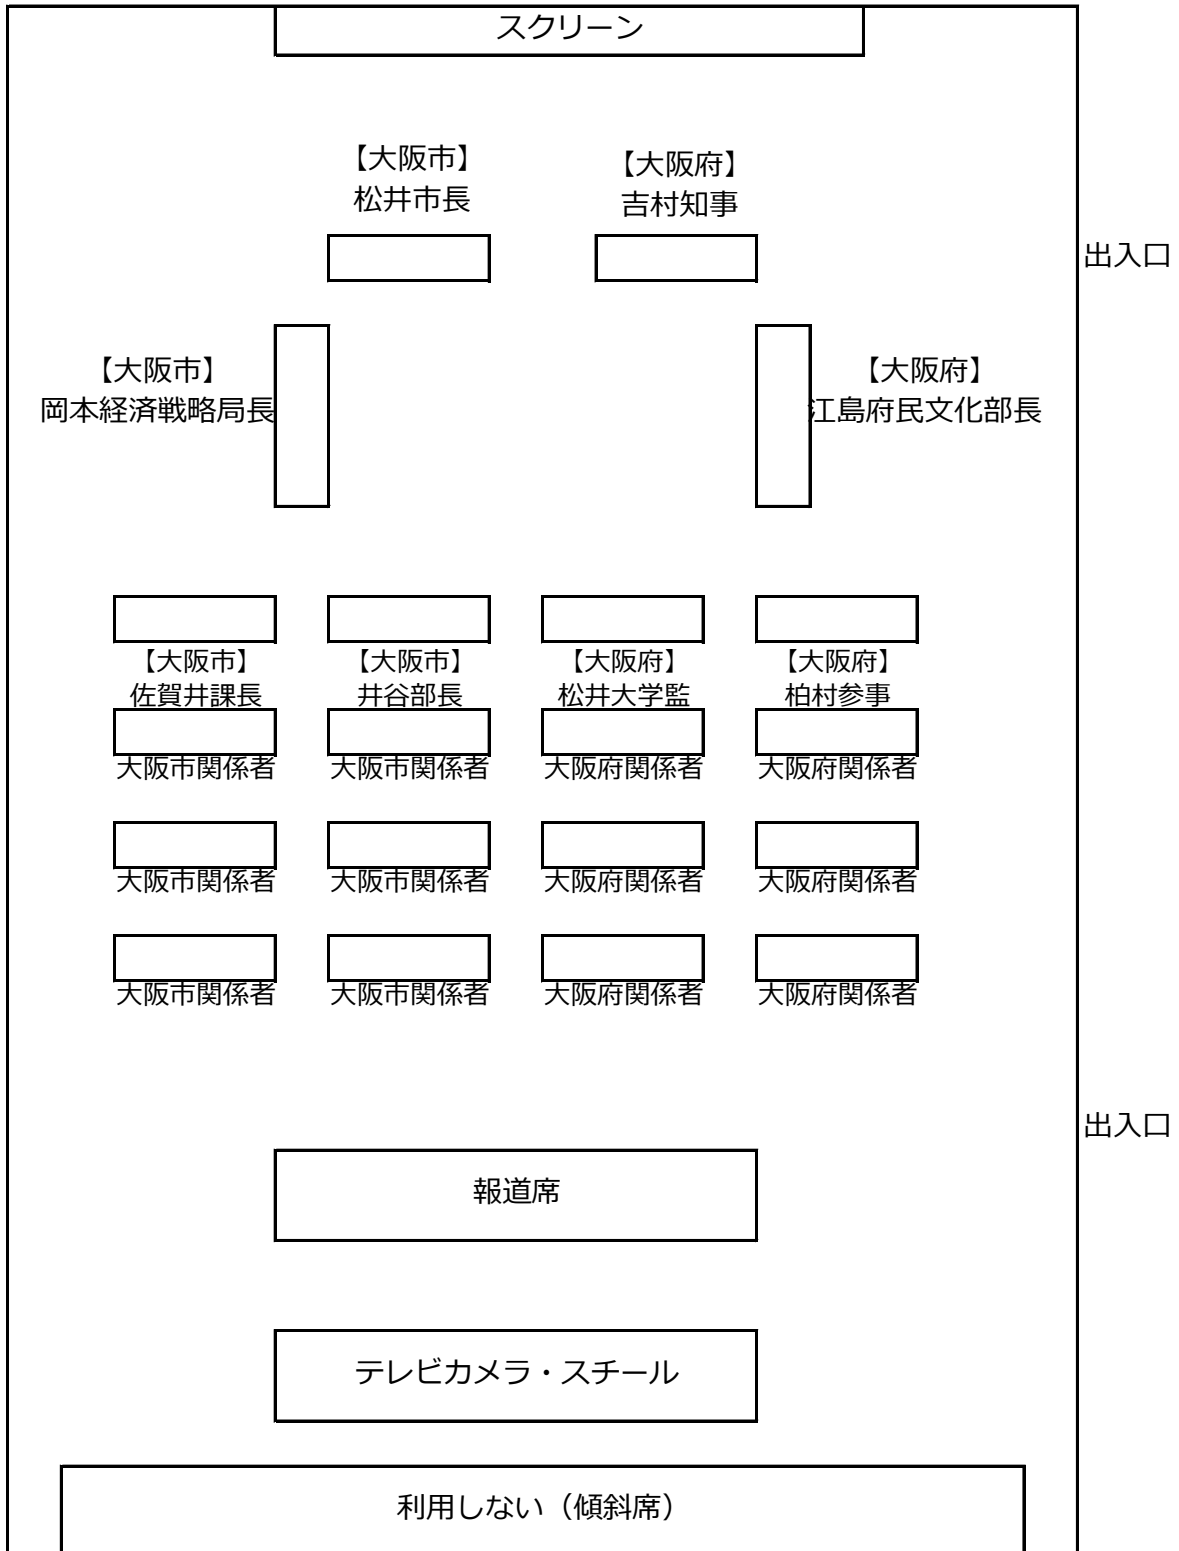 スクリーン
【大阪市】
松井市長
【大阪府】
吉村知事
出入口
【大阪市】
岡本経済戦略局長
【大阪府】
江島府民文化部長
【大阪市】
佐賀井課長
【大阪市】
井谷部長
【大阪府】
松井大学監
【大阪府】
柏村参事
大阪市関係者
大阪市関係者
大阪府関係者
大阪府関係者
大阪市関係者
大阪市関係者
大阪府関係者
大阪府関係者
大阪市関係者
大阪市関係者
大阪府関係者
大阪府関係者
出入口
報道席
テレビカメラ・スチール
利用しない（傾斜席）